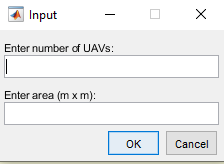 Input
Enter number of UAVs:
Enter area (m x m):
OK Cancel